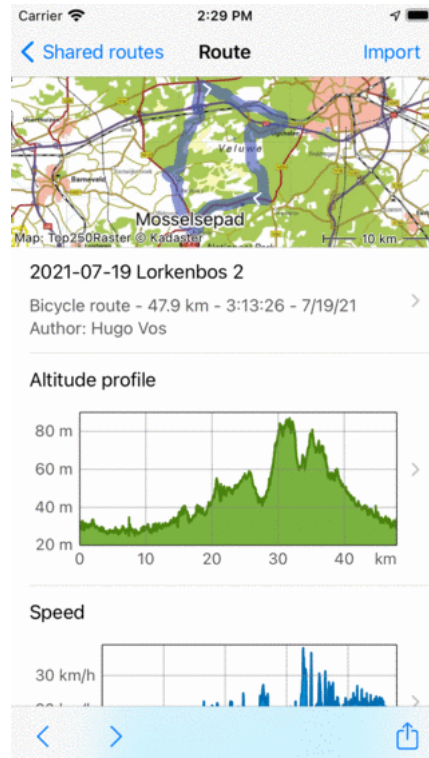 Carrier 2:29 PM
Shared routes Route Import
Voorthuizen
Ugchelen
Veluwe
Barneveld
Mosselsepad
Map: Top250Raster © Kadaster
10 km
2021-07-19 Lorkenbos 2
Bicycle route - 47.9 km - 3:13:26 - 7/19/21
Author: Hugo Vos
Altitude profile
80 m
60 m
40 m
20 m
0 10 20 30 40 km
Speed
30 km/h